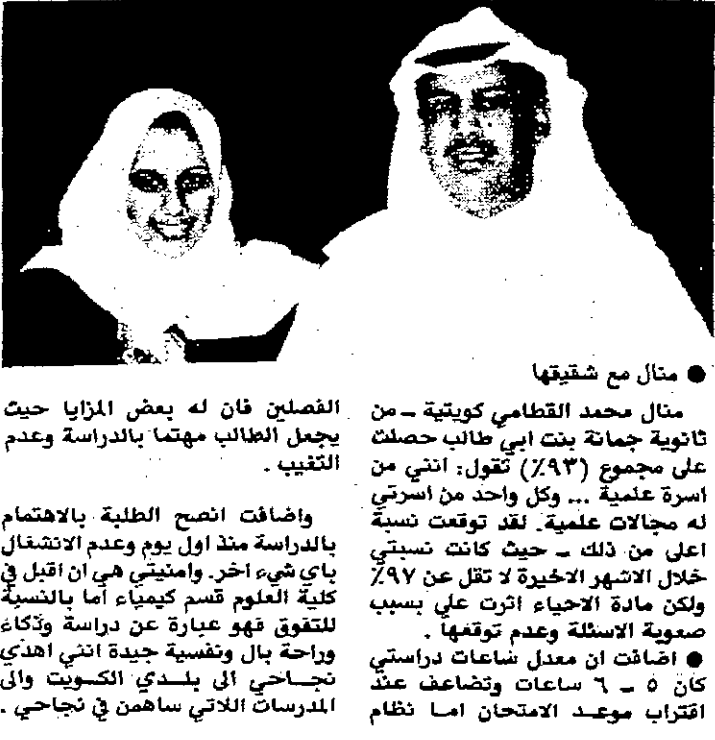 ● منال مع شقيقها
منال محمد القطامي كويتية ـ من
ثانوية جمانة بنت ابي طالب حصلت
على مجموع (٩٣٪) تقول: انني من
اسرة علمية ... وكل واحد من اسرتي
له مجالات علمية. لقد توقعت نسبة
اعلى من ذلك ـ حيث كانت نسبتي
خلال الاشهر الاخيرة لا تقل عن ٩٧٪
ولكن مادة الاحياء اثرت علي بسبب
صعوبة الاسئلة وعدم توقعها .
● اضافت ان معدل ساعات دراستي
كان ٥ ـ ٦ ساعات وتضاعف عند
اقتراب موعد الامتحان اما نظام
الفصلين فان له بعض المزايا حيث
يجعل الطالب مهتما بالدراسة وعدم
التغيب .
واضافت انصح الطلبة بالاهتمام
بالدراسة منذ اول يوم وعدم الانشغال
باي شيء اخر. وامنيتي هي ان اقبل في
كلية العلوم قسم كيمياء اما بالنسبة
للتفوق فهو عبارة عن دراسة وذكاء
وراحة بال ونفسية جيدة انني اهدي
نجاحي الى بلدي الكويت والى
المدرسات اللاتي ساهمن في نجاحي .